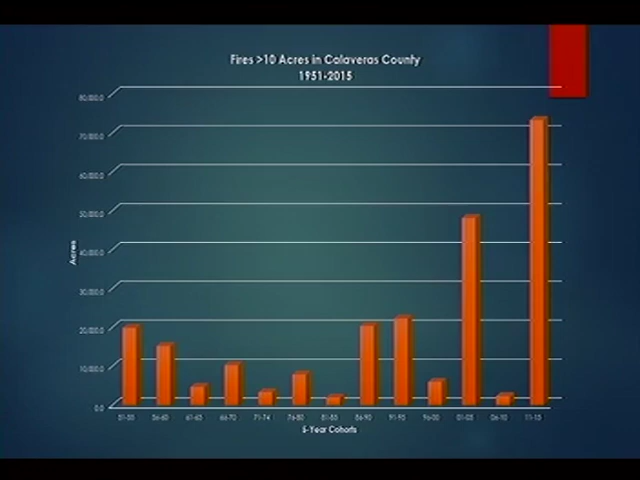 Fires >10 Acres in Calaveras County
1951-2015
80,000.0
70,000.0
60,000.0
50,000.0
40,000.0
30,000.0
20,000.0
10,000.0
0.0
Acres
51-55 56-60 61-65 66-70 71-74 76-80 81-85 86-90 91-95 96-00 01-05 06-10 11-15
5-Year Cohorts